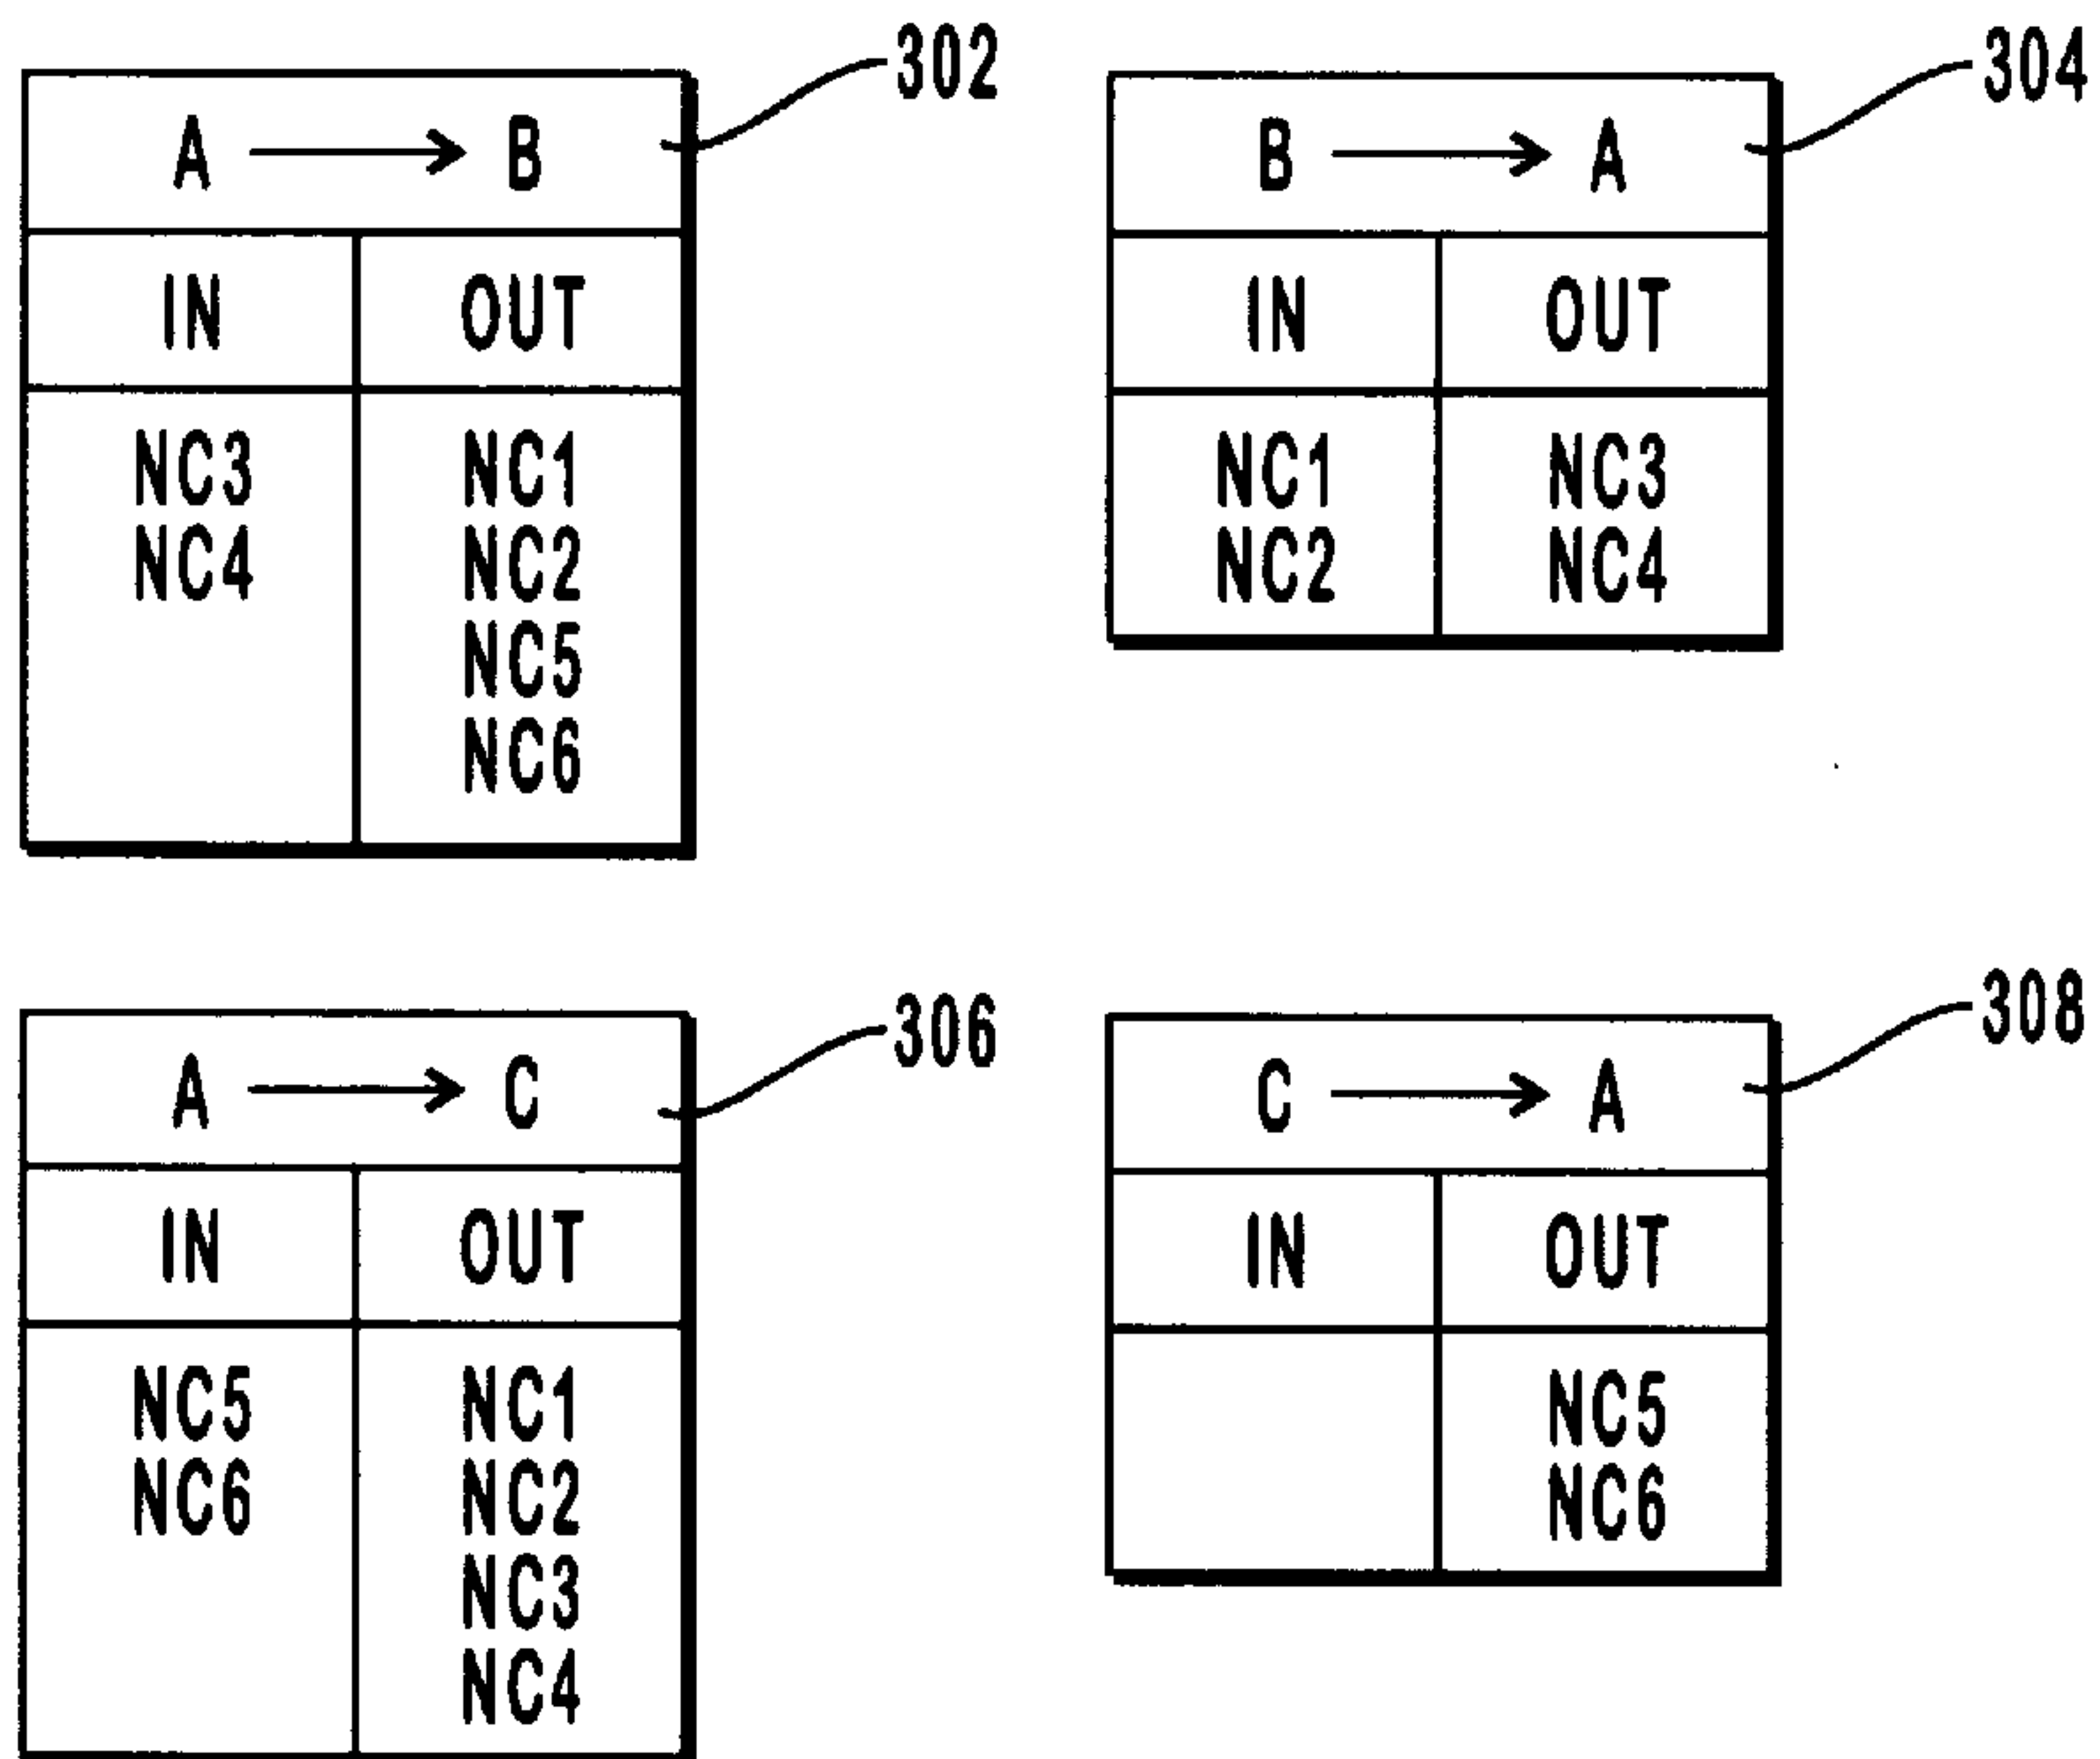 302
A → B
IN OUT
NC3 NC1
NC4 NC2
NC5
NC6
304
B → A
IN OUT
NC1 NC3
NC2 NC4
306
A → C
IN OUT
NC5 NC1
NC6 NC2
NC3
NC4
308
C → A
IN OUT
NC5
NC6